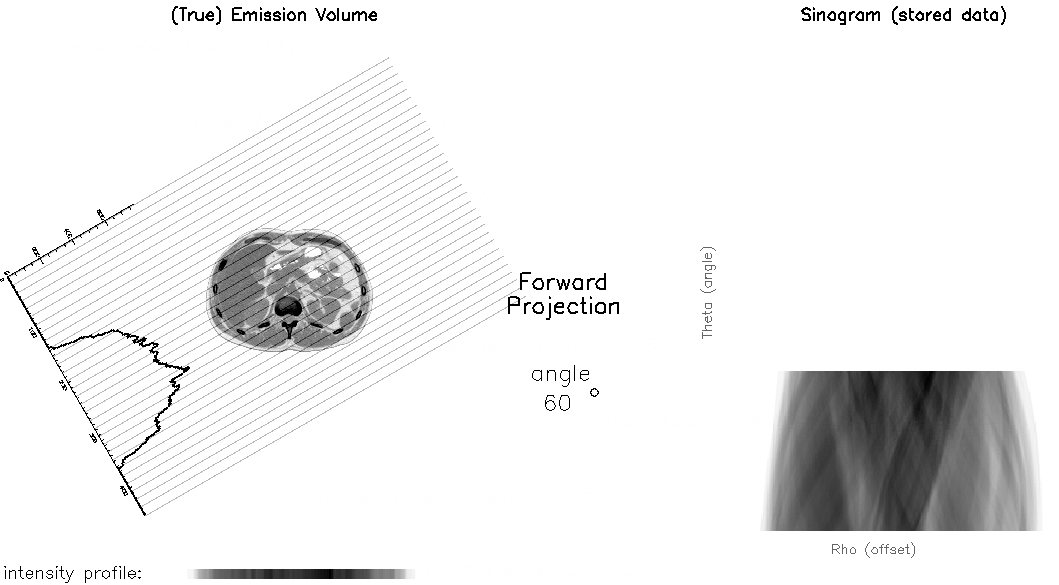 (True) Emission Volume
Sinogram (stored data)
Forward
Projection
angle
60 °
Theta (angle)
Rho (offset)
intensity profile: